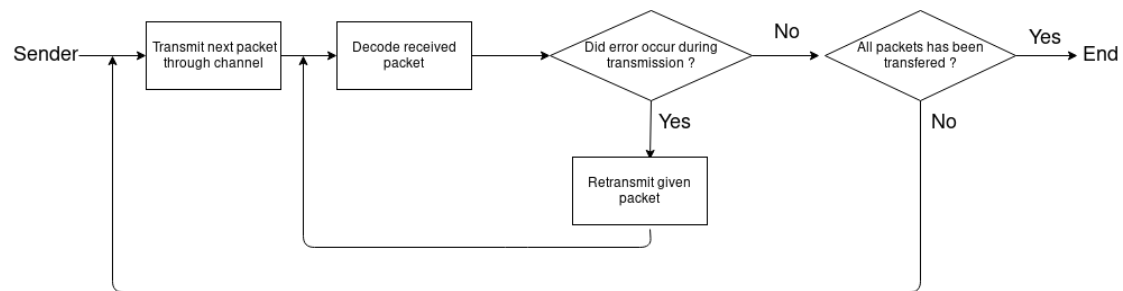 Sender
Transmit next packet
through channel
Decode received
packet
Did error occur during
transmission ?
No
All packets has been
transfered ?
Yes
End
Yes
No
Retransmit given
packet